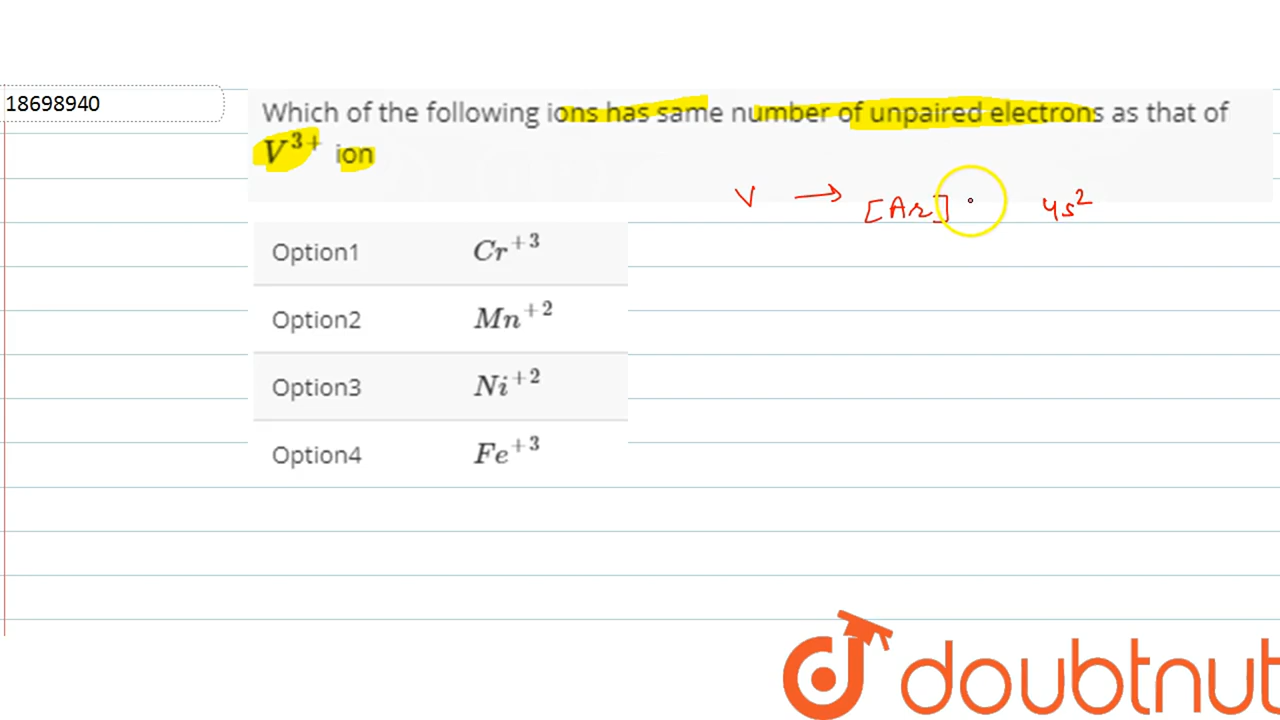 18698940
Which of the following ions has same number of unpaired electrons as that of
V³⁺ ion
V → [Ar] 4s²
Option1 Cr⁺³
Option2 Mn⁺²
Option3 Ni⁺²
Option4 Fe⁺³
doubtnut